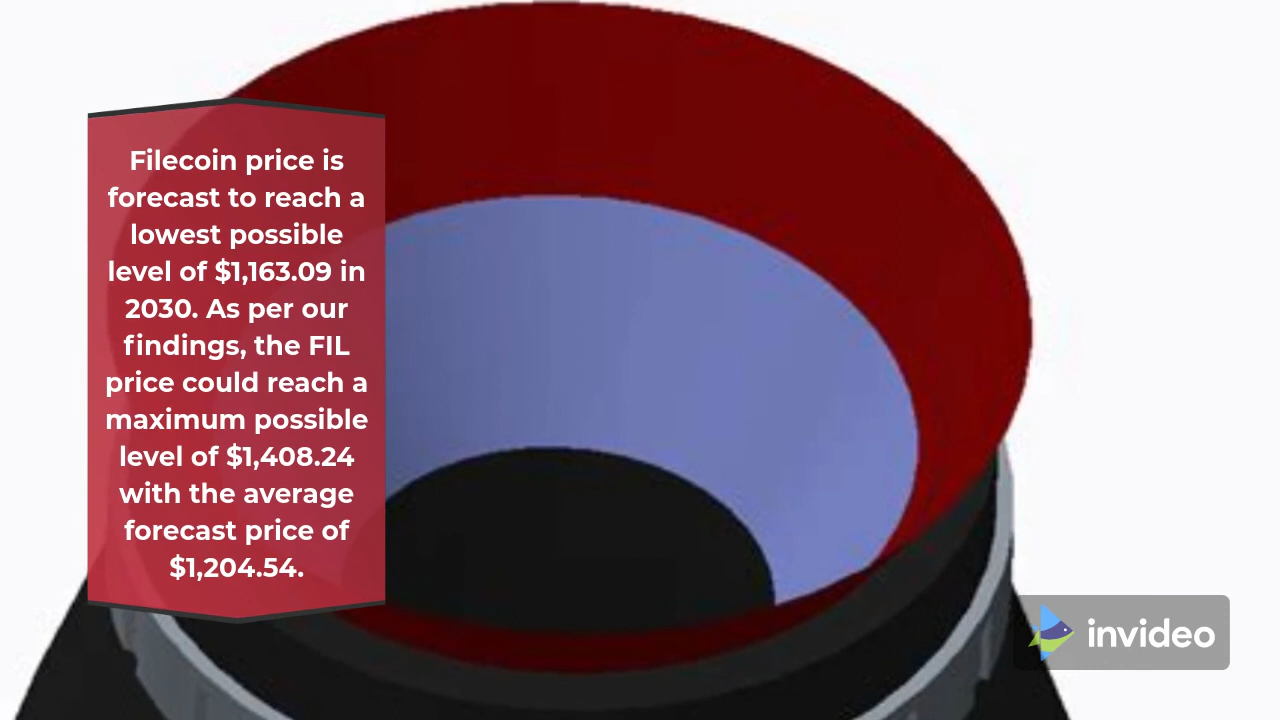 Filecoin price is
forecast to reach a
lowest possible
level of $1,163.09 in
2030. As per our
findings, the FIL
price could reach a
maximum possible
level of $1,408.24
with the average
forecast price of
$1,204.54.
invideo